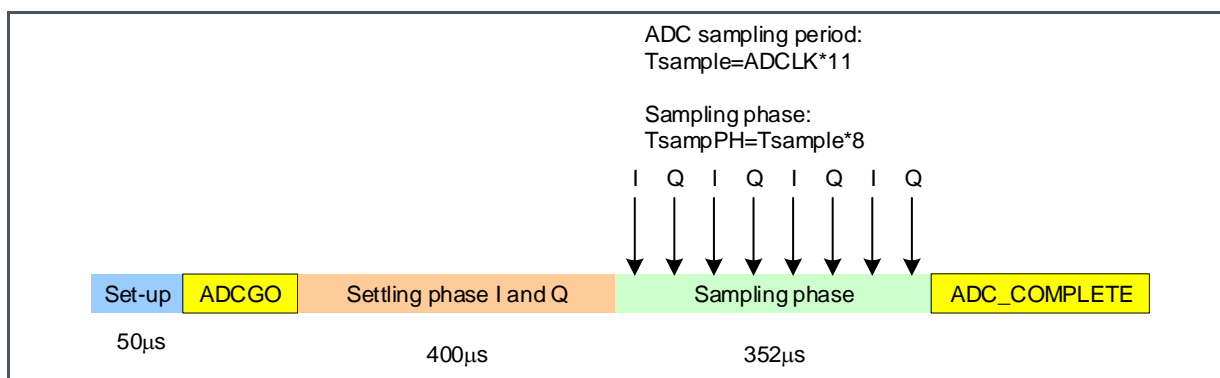 ADC sampling period:
Tsample=ADCLK*11
Sampling phase:
TsampPH=Tsample*8
I Q I Q I Q I Q
Set-up ADCGO Settling phase I and Q Sampling phase ADC_COMPLETE
50μs 400μs 352μs